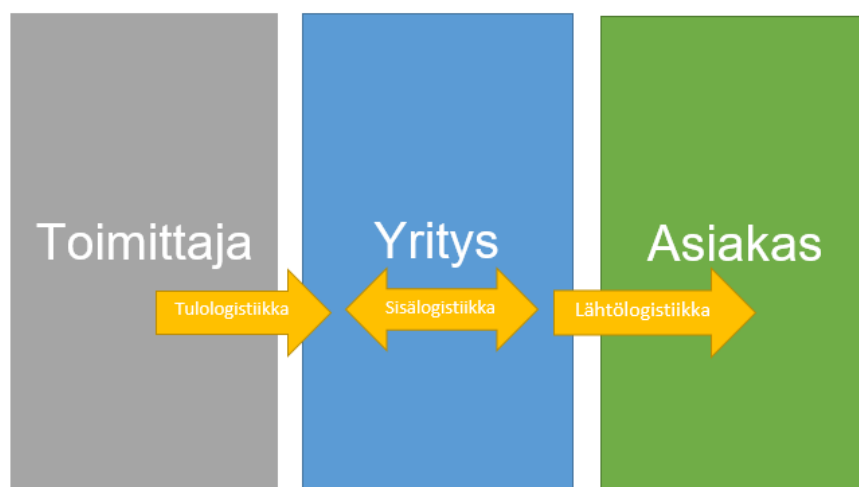 Toimittaja
Yritys
Asiakas
Tulologistiikka
Sisälogistiikka
Lähtölogistiikka